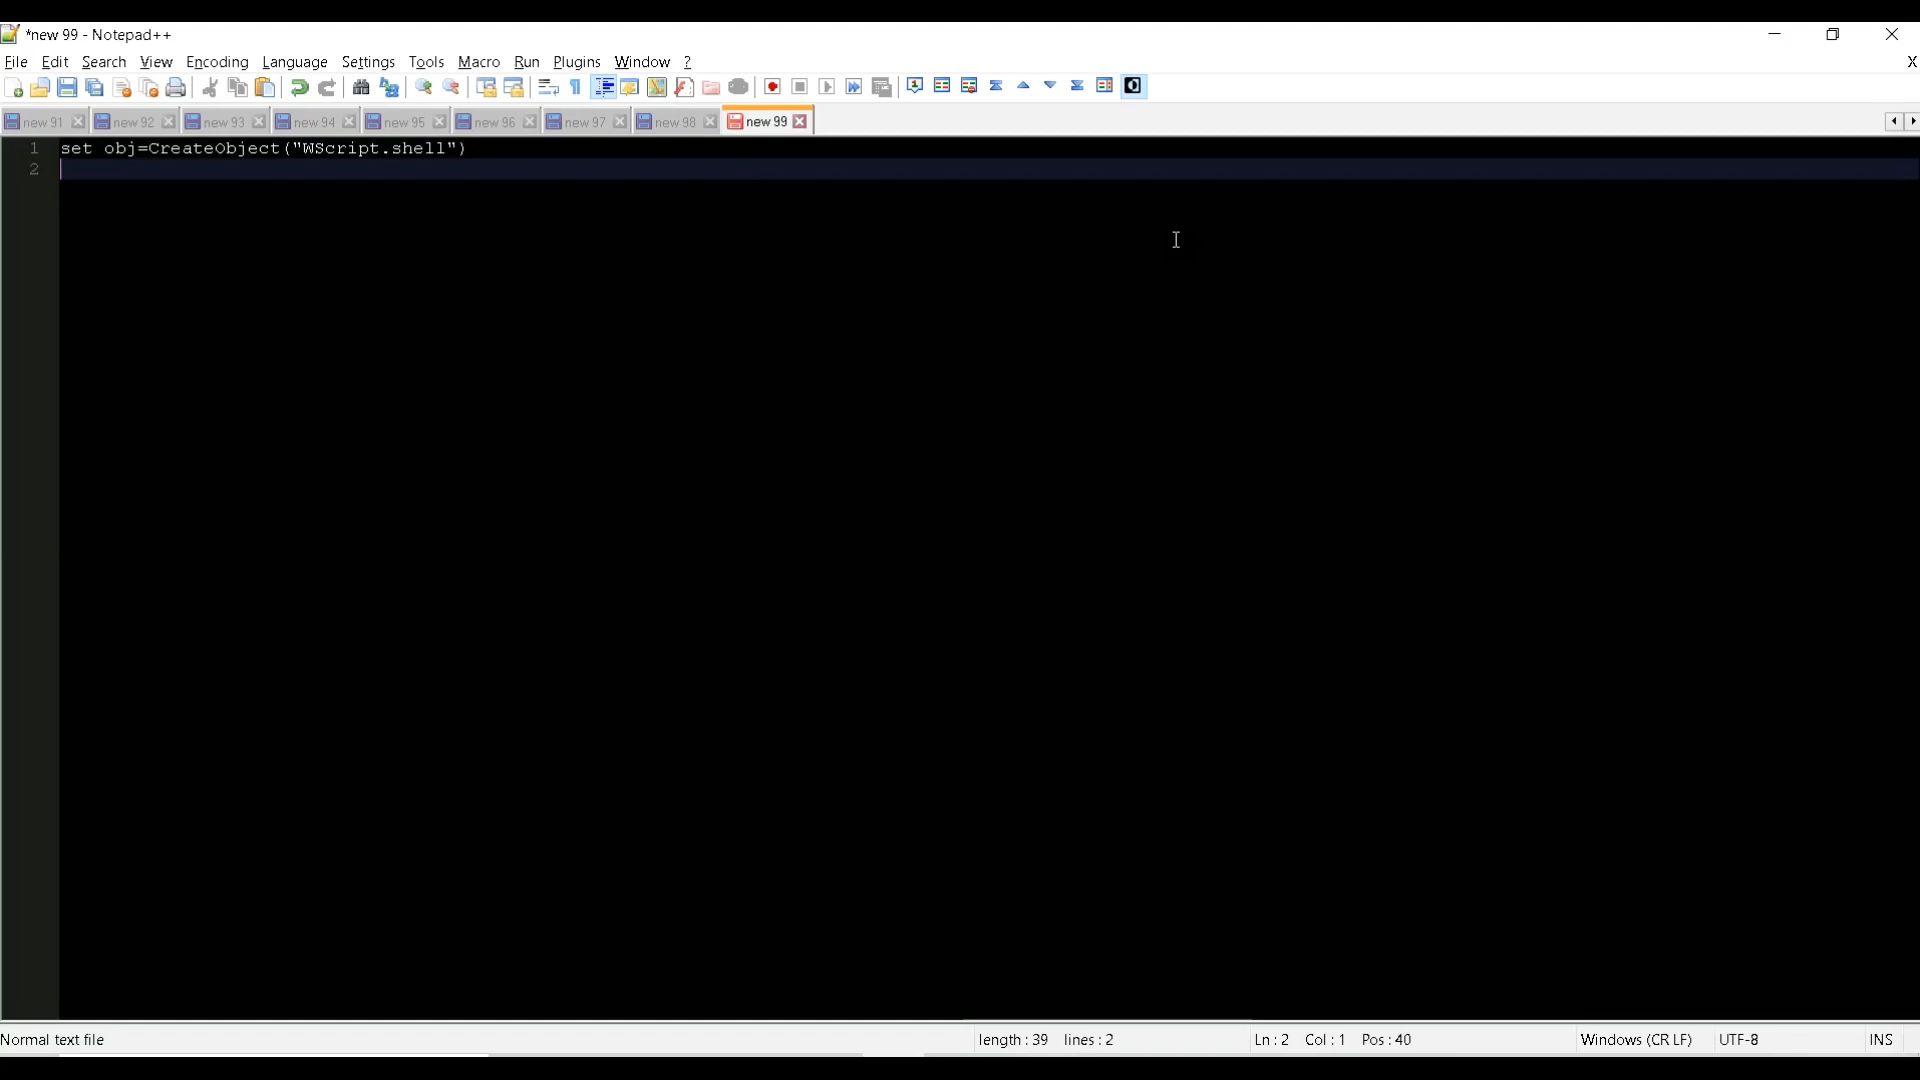 *new 99 - Notepad++
File Edit Search View Encoding Language Settings Tools Macro Run Plugins Window ?
X
new 91 new 92 new 93 new 94 new 95 new 96 new 97 new 98 new 99
1 set obj=CreateObject("WScript.shell")
2
Normal text file length : 39 lines : 2 Ln : 2 Col : 1 Pos : 40 Windows (CR LF) UTF-8 INS